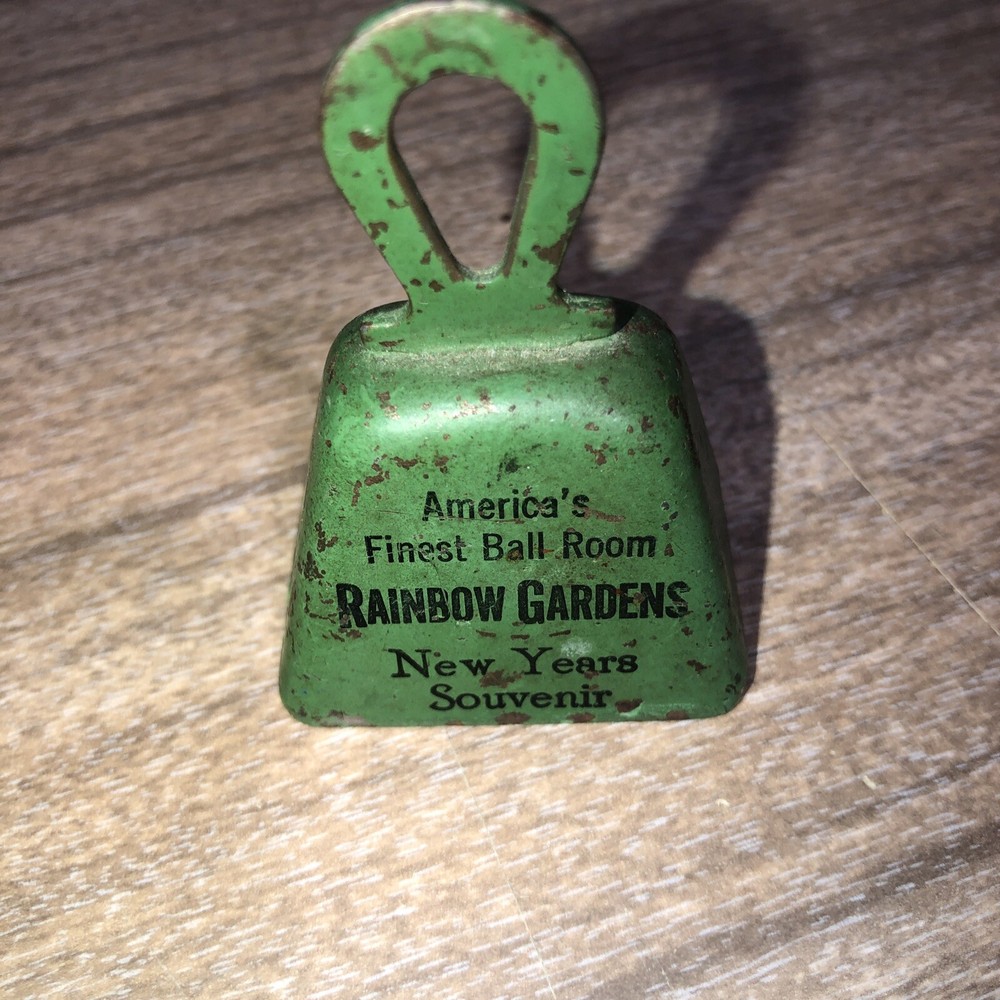 America's
Finest Ball Room
RAINBOW GARDENS
New Years
Souvenir